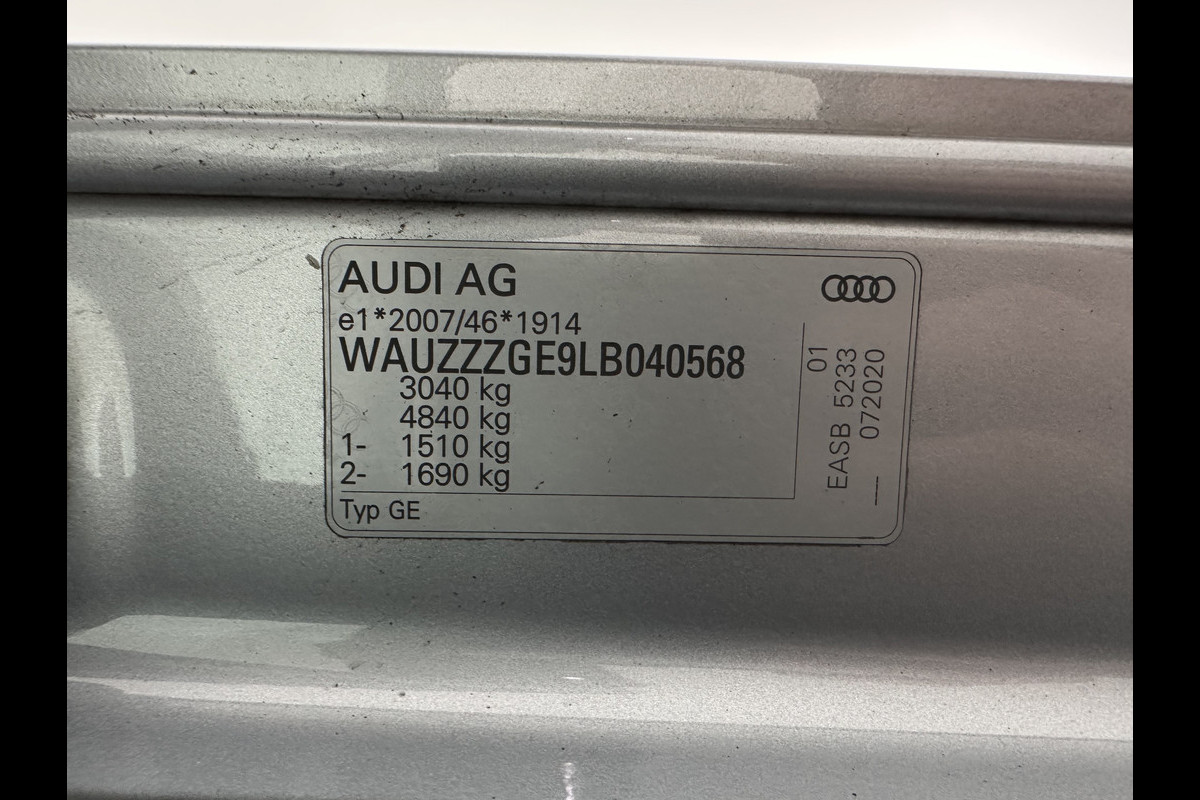 AUDI AG
e1*2007/46*1914
WAUZZZGE9LB040568
3040 kg
4840 kg
1- 1510 kg
2- 1690 kg
Typ GE
01
EASB 5233
072020